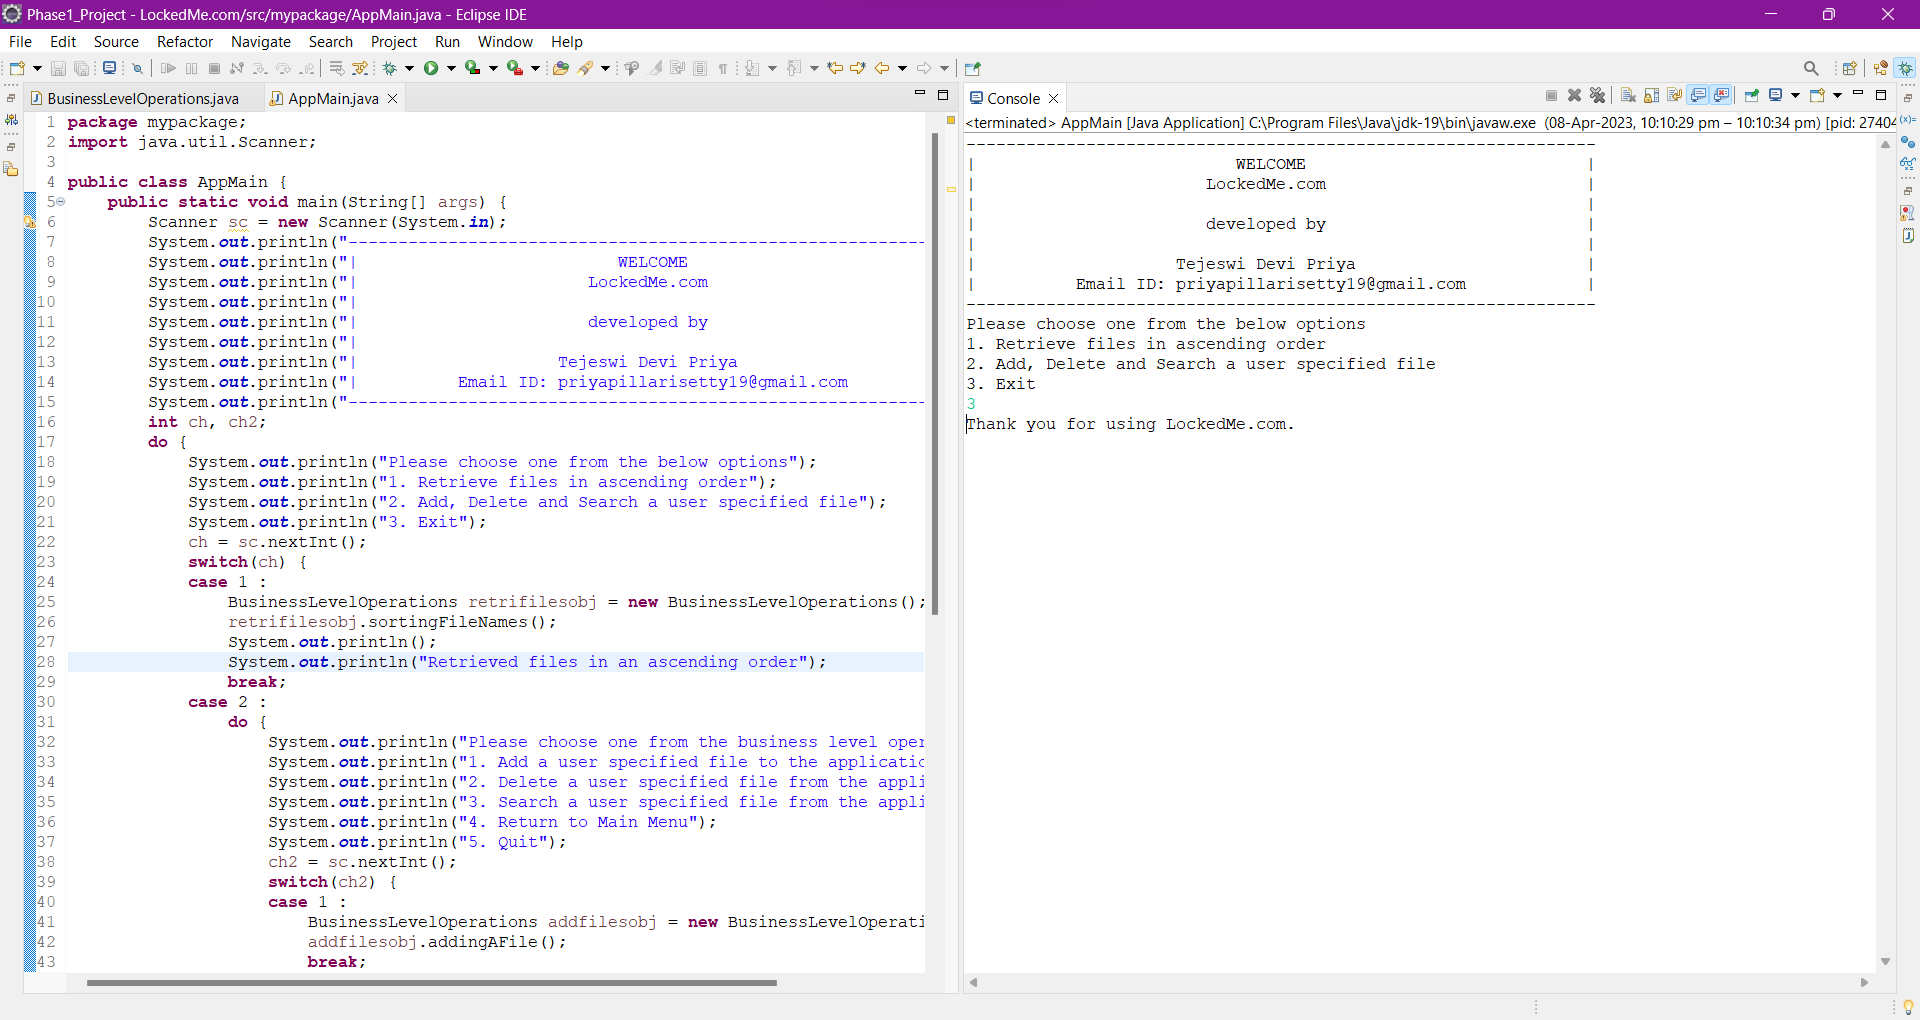 Phase1_Project - LockedMe.com/src/mypackage/AppMain.java - Eclipse IDE
File Edit Source Refactor Navigate Search Project Run Window Help
BusinessLevelOperations.java AppMain.java
1 package mypackage;
2 import java.util.Scanner;
3
4 public class AppMain {
5 public static void main(String[] args) {
6 Scanner sc = new Scanner(System.in);
7 System.out.println("----------------------------------------------------------
8 System.out.println("| WELCOME
9 System.out.println("| LockedMe.com
10 System.out.println("|
11 System.out.println("| developed by
12 System.out.println("|
13 System.out.println("| Tejeswi Devi Priya
14 System.out.println("| Email ID: priyapillarisetty19@gmail.com
15 System.out.println("----------------------------------------------------------
16 int ch, ch2;
17 do {
18 System.out.println("Please choose one from the below options");
19 System.out.println("1. Retrieve files in ascending order");
20 System.out.println("2. Add, Delete and Search a user specified file");
21 System.out.println("3. Exit");
22 ch = sc.nextInt();
23 switch(ch) {
24 case 1 :
25 BusinessLevelOperations retrifilesobj = new BusinessLevelOperations();
26 retrifilesobj.sortingFileNames();
27 System.out.println();
28 System.out.println("Retrieved files in an ascending order");
29 break;
30 case 2 :
31 do {
32 System.out.println("Please choose one from the business level oper
33 System.out.println("1. Add a user specified file to the applicatio
34 System.out.println("2. Delete a user specified file from the appli
35 System.out.println("3. Search a user specified file from the appli
36 System.out.println("4. Return to Main Menu");
37 System.out.println("5. Quit");
38 ch2 = sc.nextInt();
39 switch(ch2) {
40 case 1 :
41 BusinessLevelOperations addfilesobj = new BusinessLevelOperati
42 addfilesobj.addingAFile();
43 break;
Console
<terminated> AppMain [Java Application] C:\Program Files\Java\jdk-19\bin\javaw.exe (08-Apr-2023, 10:10:29 pm – 10:10:34 pm) [pid: 27404
---------------------------------------------------------------
| WELCOME |
| LockedMe.com |
| |
| developed by |
| |
| Tejeswi Devi Priya |
| Email ID: priyapillarisetty19@gmail.com |
---------------------------------------------------------------
Please choose one from the below options
1. Retrieve files in ascending order
2. Add, Delete and Search a user specified file
3. Exit
3
Thank you for using LockedMe.com.